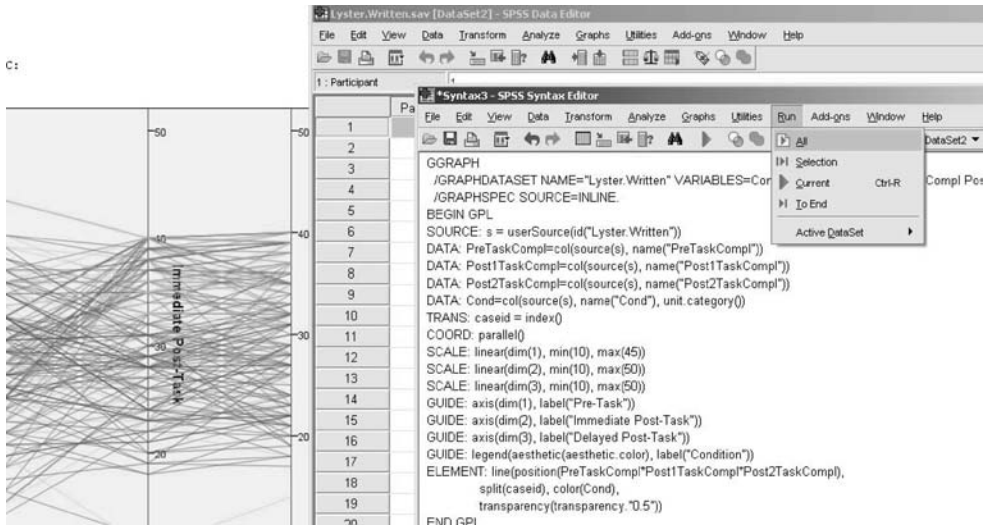 C:
50
40
30
20
Immediate Post-Task
50
40
30
20
Lyster.Written.sav [DataSet2] - SPSS Data Editor
File Edit View Data Transform Analyze Graphs Utilities Add-ons Window Help
1 : Participant 1
Pa
1
2
3
4
5
6
7
8
9
10
11
12
13
14
15
16
17
18
19
20
*Syntax3 - SPSS Syntax Editor
File Edit View Data Transform Analyze Graphs Utilities Run Add-ons Window Help
DataSet2
All
Selection
Current Ctrl-R
To End
Active DataSet
GGRAPH
/GRAPHDATASET NAME="Lyster.Written" VARIABLES=Cor Compl Pos
/GRAPHSPEC SOURCE=INLINE.
BEGIN GPL
SOURCE: s = userSource(id("Lyster.Written"))
DATA: PreTaskCompl=col(source(s), name("PreTaskCompl"))
DATA: Post1TaskCompl=col(source(s), name("Post1TaskCompl"))
DATA: Post2TaskCompl=col(source(s), name("Post2TaskCompl"))
DATA: Cond=col(source(s), name("Cond"), unit.category())
TRANS: caseid = index()
COORD: parallel()
SCALE: linear(dim(1), min(10), max(45))
SCALE: linear(dim(2), min(10), max(50))
SCALE: linear(dim(3), min(10), max(50))
GUIDE: axis(dim(1), label("Pre-Task"))
GUIDE: axis(dim(2), label("Immediate Post-Task"))
GUIDE: axis(dim(3), label("Delayed Post-Task"))
GUIDE: legend(aesthetic(aesthetic.color), label("Condition"))
ELEMENT: line(position(PreTaskCompl*Post1TaskCompl*Post2TaskCompl),
split(caseid), color(Cond),
transparency(transparency."0.5"))
END GPL